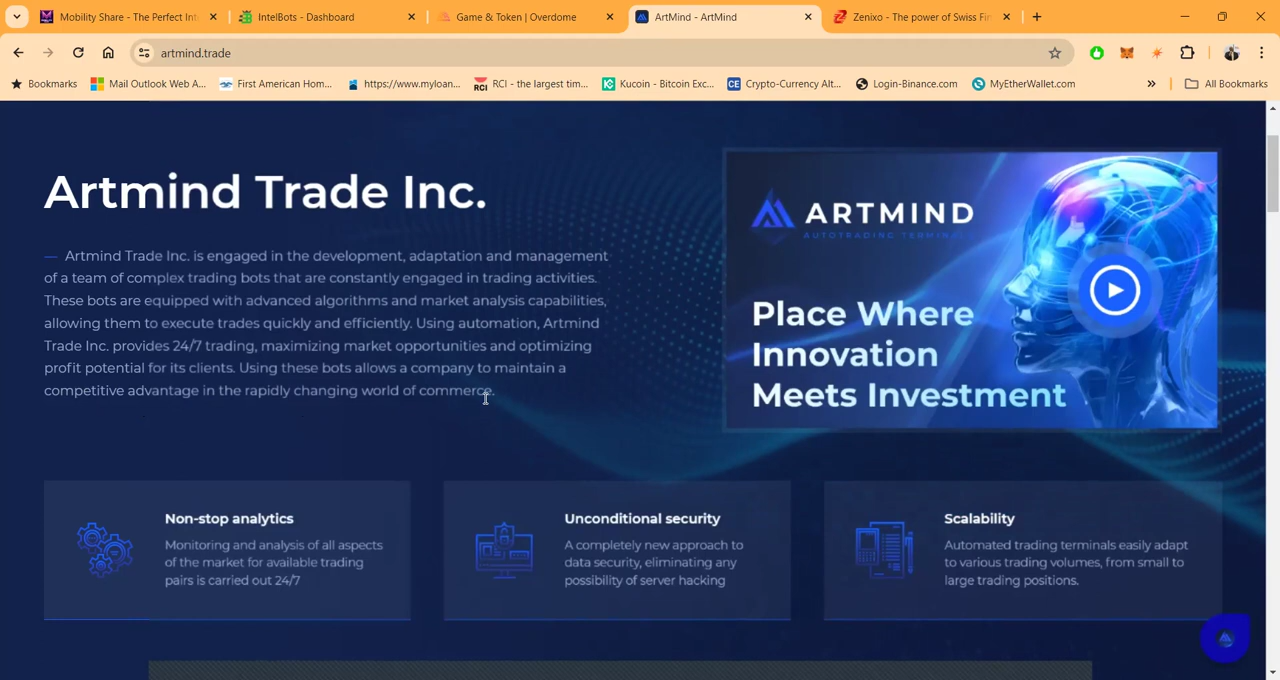 Mobility Share - The Perfect Int
IntelBots - Dashboard
Game & Token | Overdome
ArtMind - ArtMind
Zenixo - The power of Swiss Fin
artmind.trade
Bookmarks
Mail Outlook Web A...
First American Hom...
https://www.myloan...
RCI - the largest tim...
Kucoin - Bitcoin Exc...
Crypto-Currency Alt...
Login-Binance.com
MyEtherWallet.com
All Bookmarks
Artmind Trade Inc.
— Artmind Trade Inc. is engaged in the development, adaptation and management
of a team of complex trading bots that are constantly engaged in trading activities.
These bots are equipped with advanced algorithms and market analysis capabilities,
allowing them to execute trades quickly and efficiently. Using automation, Artmind
Trade Inc. provides 24/7 trading, maximizing market opportunities and optimizing
profit potential for its clients. Using these bots allows a company to maintain a
competitive advantage in the rapidly changing world of commerce.
ARTMIND
AUTOTRADING TERMINAL
Place Where
Innovation
Meets Investment
Non-stop analytics
Monitoring and analysis of all aspects
of the market for available trading
pairs is carried out 24/7
Unconditional security
A completely new approach to
data security, eliminating any
possibility of server hacking
Scalability
Automated trading terminals easily adapt
to various trading volumes, from small to
large trading positions.